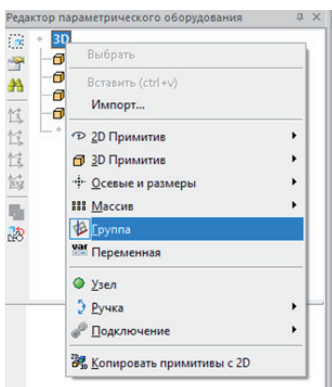 Редактор параметрического оборудования
3D
Выбрать
Вставить (ctrl+v)
Импорт...
2D Примитив
3D Примитив
Осевые и размеры
Массив
Группа
var Переменная
Узел
Ручка
Подключение
Копировать примитивы с 2D